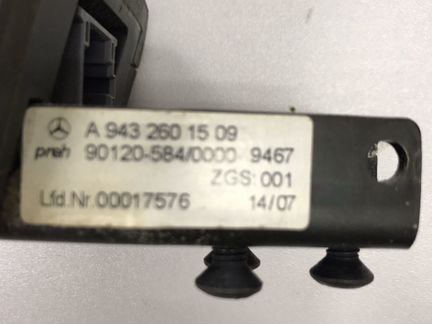 A 943 260 15 09
preh 90120-584/0000 9467
ZGS: 001
Lfd.Nr.00017576 14/07